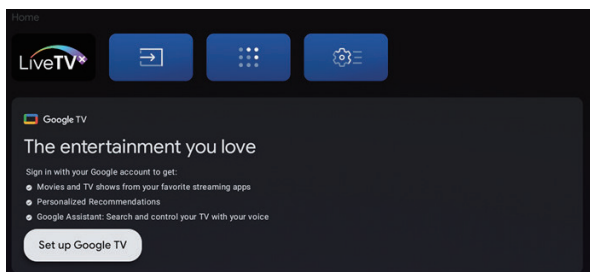 Home
LiveTVx
Google TV
The entertainment you love
Sign in with your Google account to get:
Movies and TV shows from your favorite streaming apps
Personalized Recommendations
Google Assistant: Search and control your TV with your voice
Set up Google TV